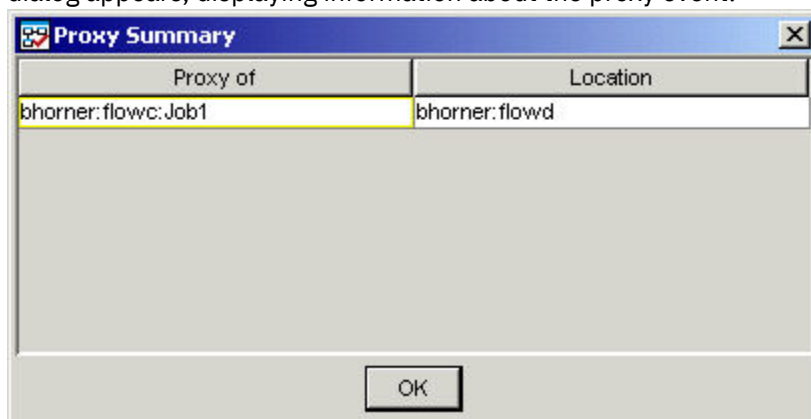 dialog appears, displaying information about the proxy event.
Proxy Summary
Proxy of Location
bhorner:flowc:Job1 bhorner:flowd
OK